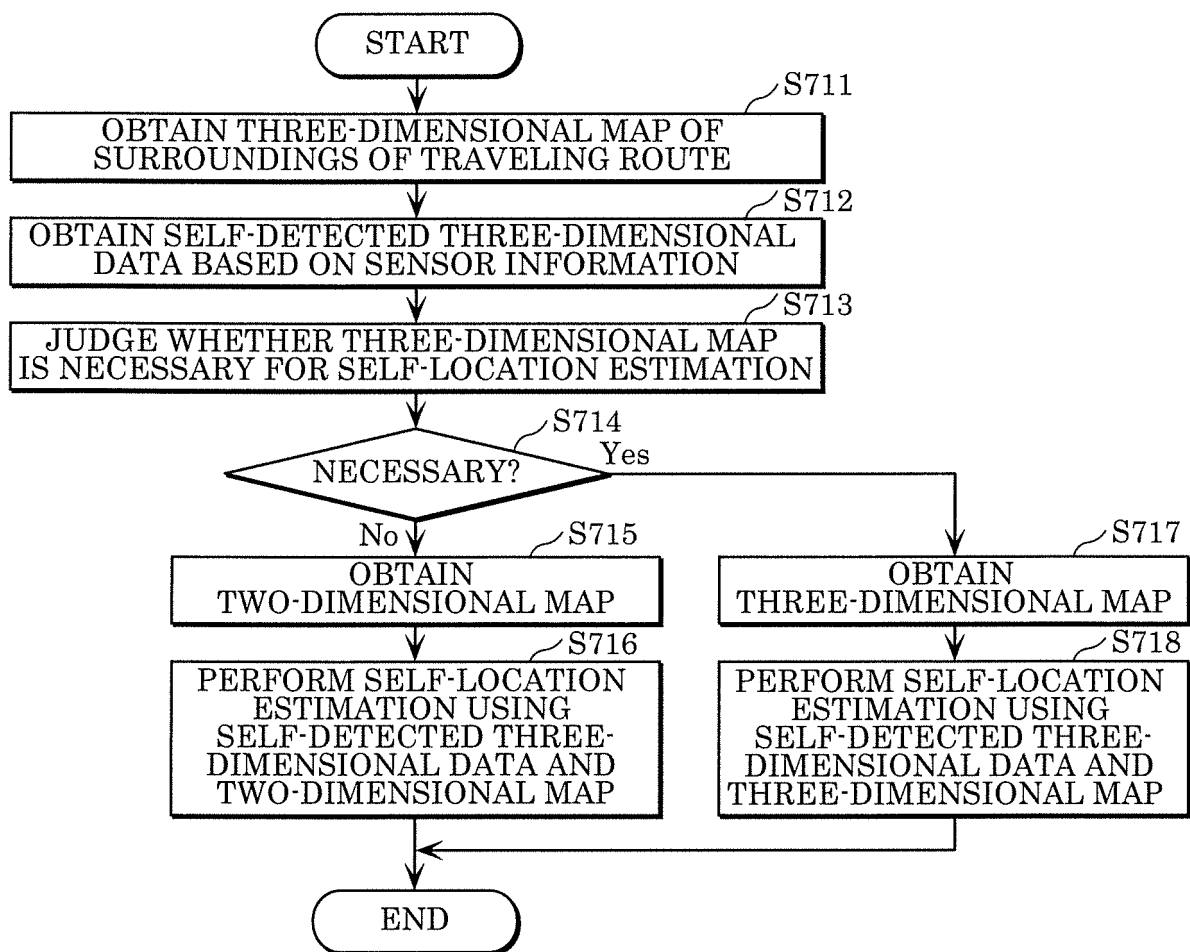 START
S711
OBTAIN THREE-DIMENSIONAL MAP OF
SURROUNDINGS OF TRAVELING ROUTE
S712
OBTAIN SELF-DETECTED THREE-DIMENSIONAL
DATA BASED ON SENSOR INFORMATION
S713
JUDGE WHETHER THREE-DIMENSIONAL MAP
IS NECESSARY FOR SELF-LOCATION ESTIMATION
S714
NECESSARY?
Yes
No
S715
OBTAIN
TWO-DIMENSIONAL MAP
S716
PERFORM SELF-LOCATION
ESTIMATION USING
SELF-DETECTED THREE-
DIMENSIONAL DATA AND
TWO-DIMENSIONAL MAP
S717
OBTAIN
THREE-DIMENSIONAL MAP
S718
PERFORM SELF-LOCATION
ESTIMATION USING
SELF-DETECTED THREE-
DIMENSIONAL DATA AND
THREE-DIMENSIONAL MAP
END